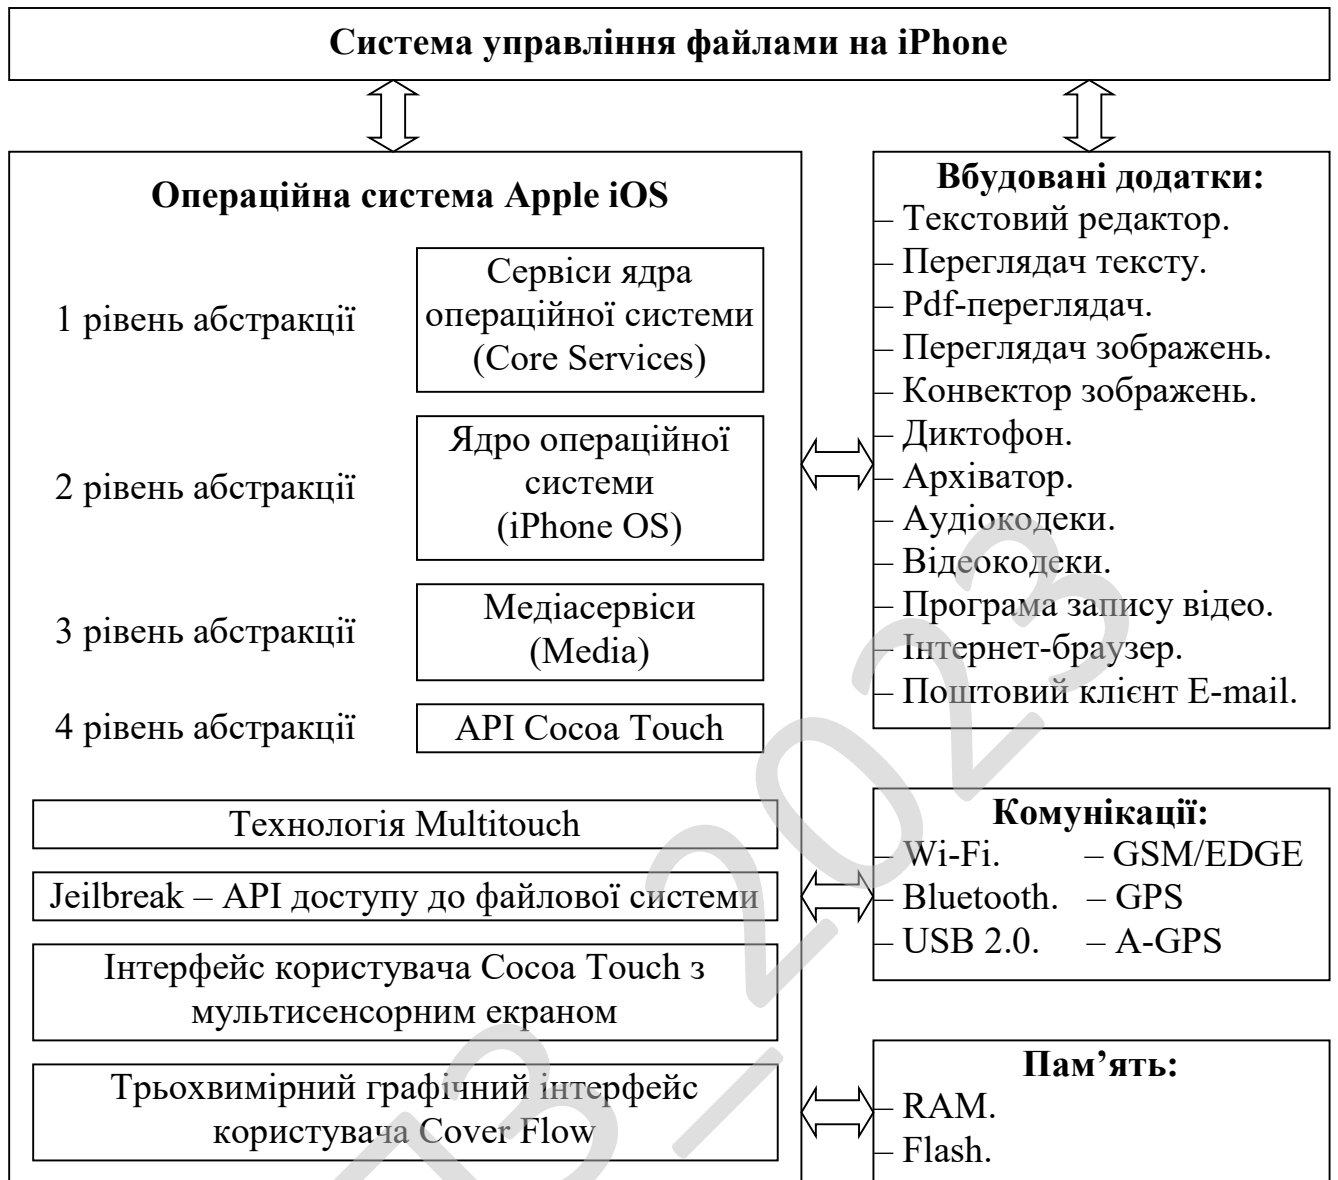 Система управління файлами на iPhone
Операційна система Apple iOS
1 рівень абстракції
Сервіси ядра
операційної системи
(Core Services)
2 рівень абстракції
Ядро операційної
системи
(iPhone OS)
3 рівень абстракції
Медіасервіси
(Media)
4 рівень абстракції
API Cocoa Touch
Технологія Multitouch
Jeilbreak – API доступу до файлової системи
Інтерфейс користувача Cocoa Touch з
мультисенсорним екраном
Трьохвимірний графічний інтерфейс
користувача Cover Flow
Вбудовані додатки:
– Текстовий редактор.
– Переглядач тексту.
– Pdf-переглядач.
– Переглядач зображень.
– Конвектор зображень.
– Диктофон.
– Архіватор.
– Аудіокодеки.
– Відеокодеки.
– Програма запису відео.
– Інтернет-браузер.
– Поштовий клієнт E-mail.
Комунікації:
– Wi-Fi. – GSM/EDGE
– Bluetooth. – GPS
– USB 2.0. – A-GPS
Пам’ять:
– RAM.
– Flash.
_2023